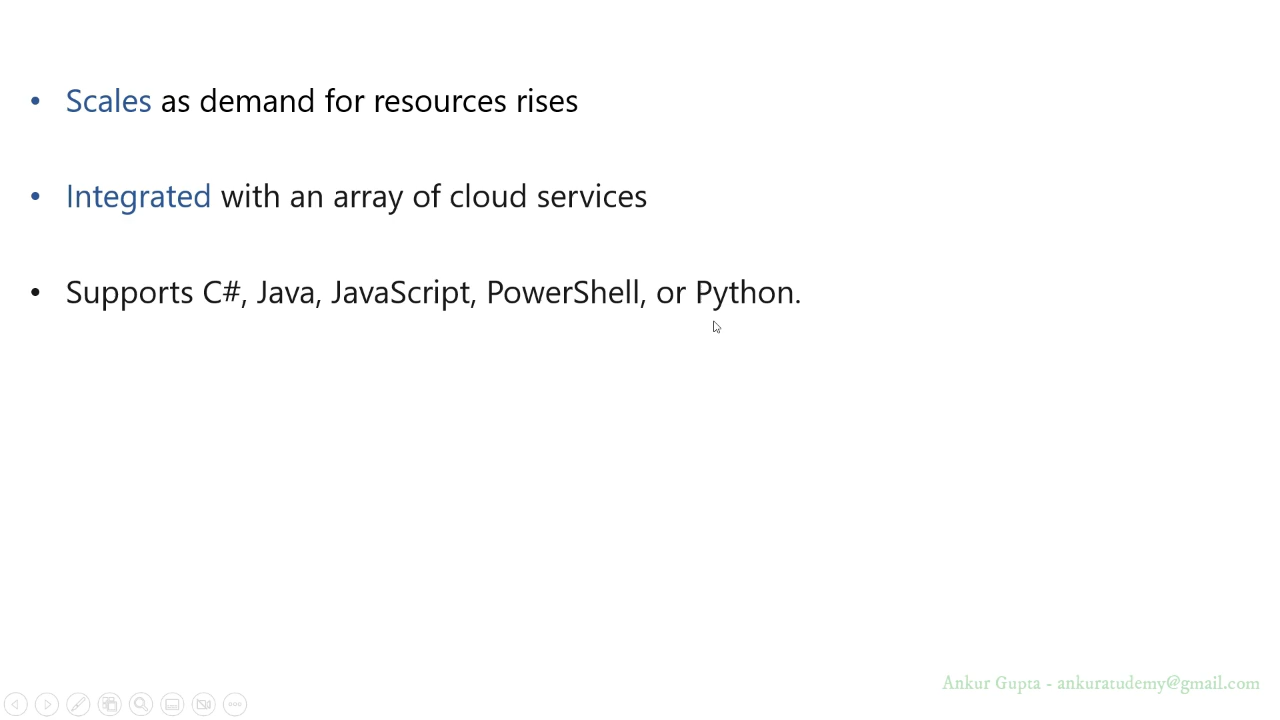 • Scales as demand for resources rises
• Integrated with an array of cloud services
• Supports C#, Java, JavaScript, PowerShell, or Python.
Ankur Gupta - ankuratudemy@gmail.com